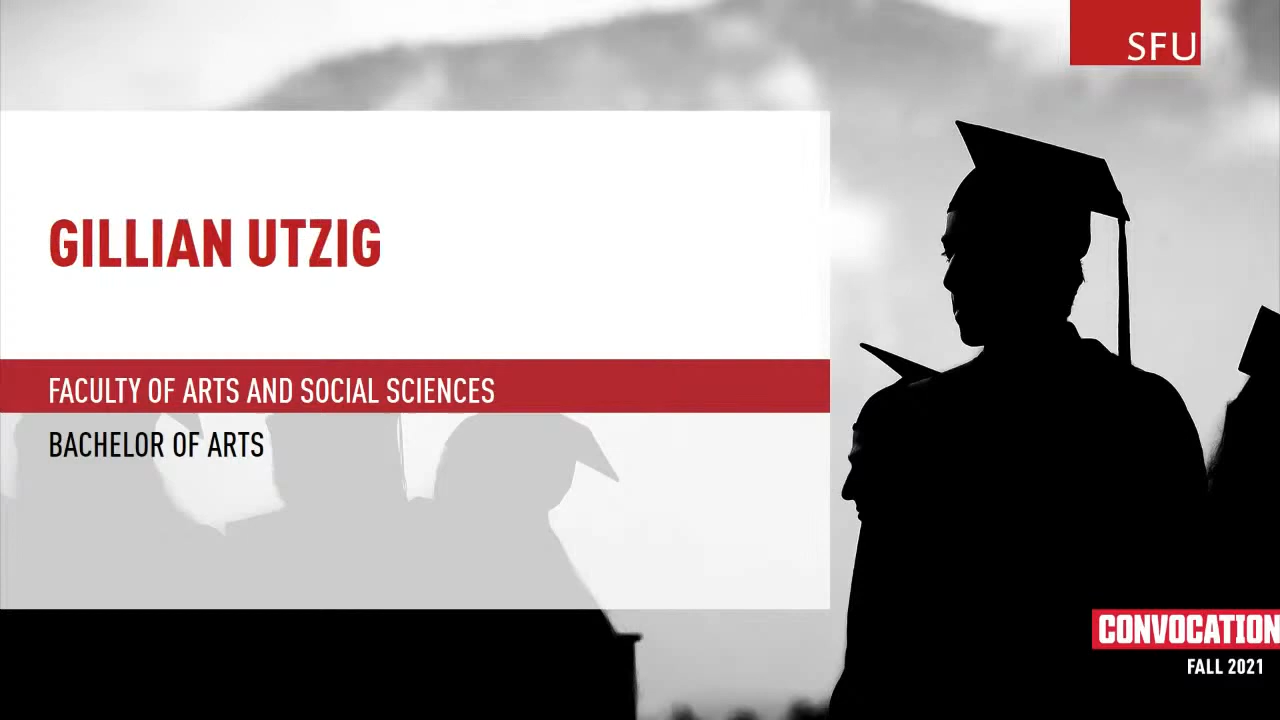 SFU
GILLIAN UTZIG
FACULTY OF ARTS AND SOCIAL SCIENCES
BACHELOR OF ARTS
CONVOCATION
FALL 2021